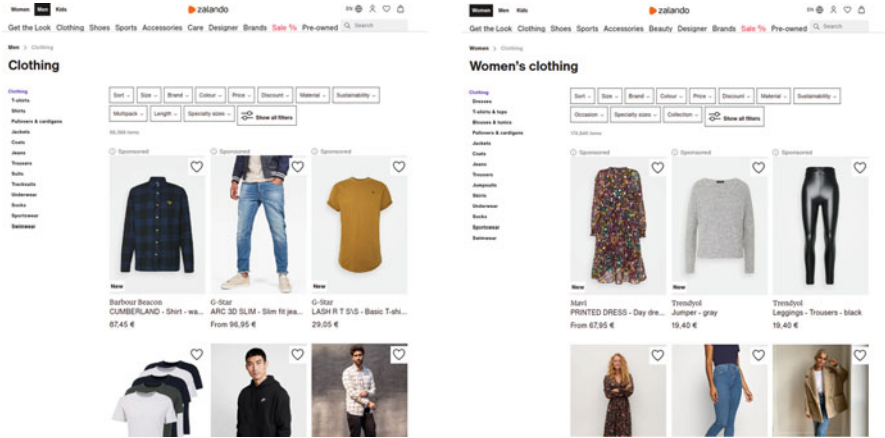 Women Men Kids
zalando
EN
Get the Look Clothing Shoes Sports Accessories Care Designer Brands Sale % Pre-owned
Search
Men > Clothing
Clothing
Clothing
T-shirts
Shirts
Pullovers & cardigans
Jackets
Coats
Jeans
Trousers
Suits
Tracksuits
Underwear
Socks
Sportswear
Swimwear
Sort Size Brand Colour Price Discount Material Sustainability
Multipack Length Specialty sizes Show all filters
items
Sponsored Sponsored Sponsored
New New
Barbour Beacon
CUMBERLAND - Shirt - wa...
87,45 €
G-Star
ARC 3D SLIM - Slim fit jea...
From 96,95 €
G-Star
LASH R T S\S - Basic T-shi...
29,05 €
Women Men Kids
zalando
EN
Get the Look Clothing Shoes Sports Accessories Beauty Designer Brands Sale % Pre-owned
Search
Women > Clothing
Women's clothing
Clothing
Dresses
T-shirts & tops
Blouses & tunics
Pullovers & cardigans
Jackets
Coats
Jeans
Trousers
Jumpsuits
Skirts
Underwear
Socks
Sportswear
Swimwear
Sort Size Brand Colour Price Discount Material Sustainability
Occasion Specialty sizes Collection Show all filters
items
Sponsored Sponsored Sponsored
New New
Mavi
PRINTED DRESS - Day dre...
From 67,95 €
Trendyol
Jumper - gray
19,40 €
Trendyol
Leggings - Trousers - black
19,40 €